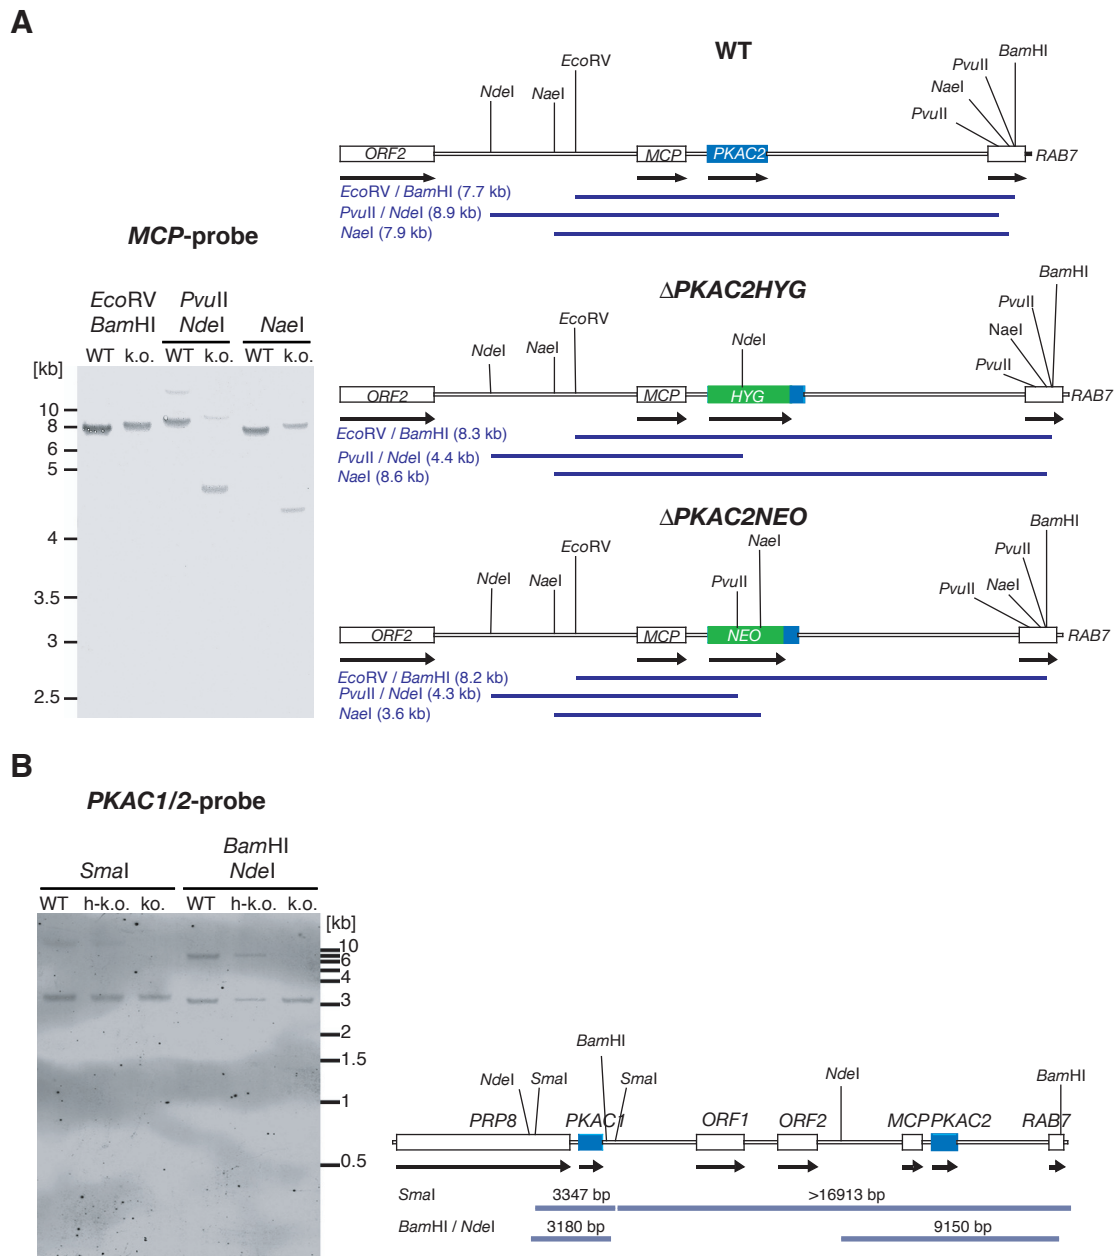 A
WT
EcoRV
NdeI
NaeI
PvuII
NaeI
PvuII
BamHI
ORF2
MCP
PKAC2
RAB7
EcoRV / BamHI (7.7 kb)
PvuII / NdeI (8.9 kb)
NaeI (7.9 kb)
MCP-probe
EcoRV
BamHI
PvuII
NdeI
NaeI
WT k.o. WT k.o. WT k.o.
[kb]
10
8
6
5
4
3.5
3
2.5
ΔPKAC2HYG
NdeI
NaeI
EcoRV
NdeI
PvuII
NaeI
PvuII
BamHI
ORF2
MCP
HYG
RAB7
EcoRV / BamHI (8.3 kb)
PvuII / NdeI (4.4 kb)
NaeI (8.6 kb)
ΔPKAC2NEO
NdeI
NaeI
EcoRV
PvuII
NaeI
PvuII
NaeI
PvuII
BamHI
ORF2
MCP
NEO
RAB7
EcoRV / BamHI (8.2 kb)
PvuII / NdeI (4.3 kb)
NaeI (3.6 kb)
B
PKAC1/2-probe
SmaI
BamHI
NdeI
WT h-k.o. ko. WT h-k.o. k.o.
[kb]
10
6
4
3
2
1.5
1
0.5
NdeI
SmaI
BamHI
SmaI
NdeI
BamHI
PRP8
PKAC1
ORF1
ORF2
MCP
PKAC2
RAB7
SmaI
3347 bp
>16913 bp
BamHI / NdeI
3180 bp
9150 bp